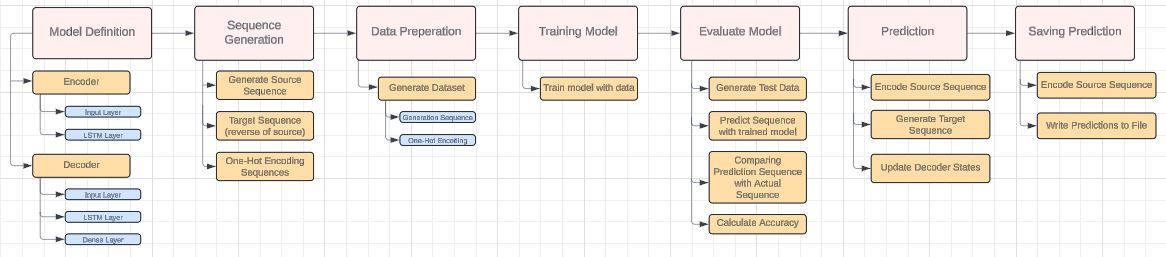 Model Definition
Encoder
Input Layer
LSTM Layer
Decoder
Input Layer
LSTM Layer
Dense Layer
Sequence
Generation
Generate Source
Sequence
Target Sequence
(reverse of source)
One-Hot Encoding
Sequences
Data Preperation
Generate Dataset
Generation Sequence
One-Hot Encoding
Training Model
Train model with data
Evaluate Model
Generate Test Data
Predict Sequence
with trained model
Comparing
Prediction Sequence
with Actual
Sequence
Calculate Accuracy
Prediction
Encode Source Sequence
Generate Target
Sequence
Update Decoder States
Saving Prediction
Encode Source Sequence
Write Predictions to File